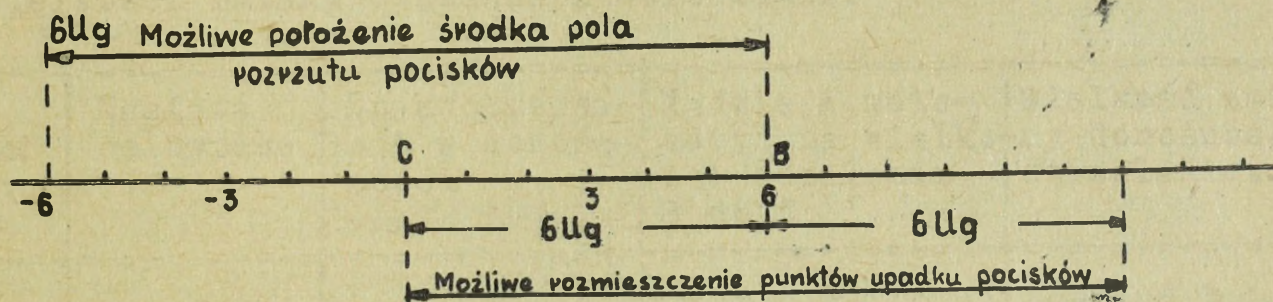 6Ug Możliwe położenie środka pola
rozrzutu pocisków
C B
-6 -3 3 6
6Ug 6Ug
Możliwe rozmieszczenie punktów upadku pocisków